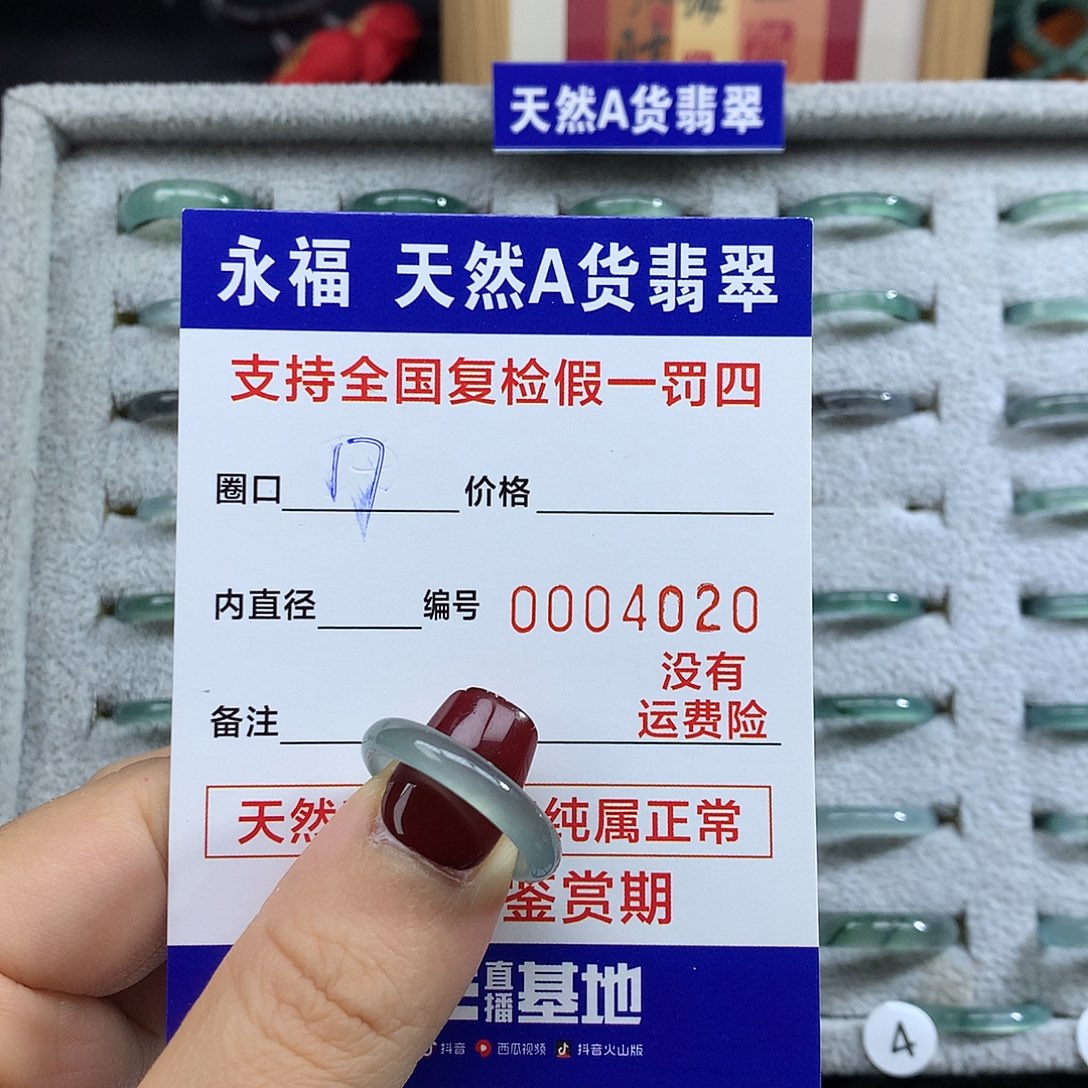 天然A货翡翠
永福 天然A货翡翠
支持全国复检假一罚四
圈口 17 价格
内直径 编号 0004020
没有
备注 运费险
天然 纯属正常
鉴赏期
直播基地
抖音 西瓜视频 抖音火山版
4